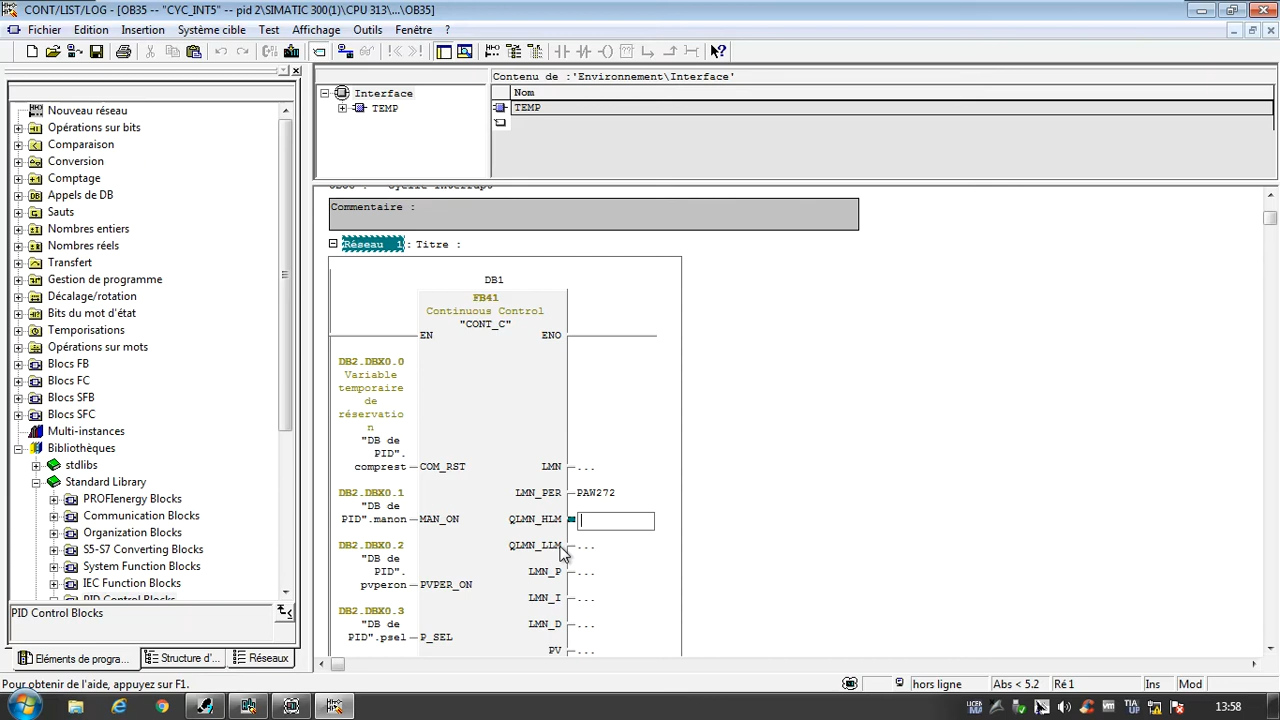 CONT/LIST/LOG - [OB35 -- "CYC_INT5" -- pid 2\SIMATIC 300(1)\CPU 313\...\OB35]
Fichier Edition Insertion Système cible Test Affichage Outils Fenêtre ?
Nouveau réseau
Opérations sur bits
Comparaison
Conversion
Comptage
Appels de DB
Sauts
Nombres entiers
Nombres réels
Transfert
Gestion de programme
Décalage/rotation
Bits du mot d'état
Temporisations
Opérations sur mots
Blocs FB
Blocs FC
Blocs SFB
Blocs SFC
Multi-instances
Bibliothèques
stdlibs
Standard Library
PROFIenergy Blocks
Communication Blocks
Organization Blocks
S5-S7 Converting Blocks
System Function Blocks
IEC Function Blocks
PID Control Blocks
PID Control Blocks
Eléments de progra...
Structure d'...
Réseaux
Interface
TEMP
Contenu de :'Environnement\Interface'
Nom
TEMP
Commentaire :
Réseau 1 : Titre :
DB1
FB41
Continuous Control
"CONT_C"
EN ENO
DB2.DBX0.0
Variable
temporaire
de
réservatio
n
"DB de
PID".
comprest COM_RST LMN ...
DB2.DBX0.1 LMN_PER PAW272
"DB de
PID".manon MAN_ON QLMN_HLM
DB2.DBX0.2 QLMN_LLM ...
"DB de
PID". LMN_P ...
pvperon PVPER_ON
LMN_I ...
DB2.DBX0.3
"DB de LMN_D ...
PID".psel P_SEL
PV ...
Pour obtenir de l'aide, appuyez sur F1.
hors ligne Abs < 5.2 Ré 1 Ins Mod
13:58